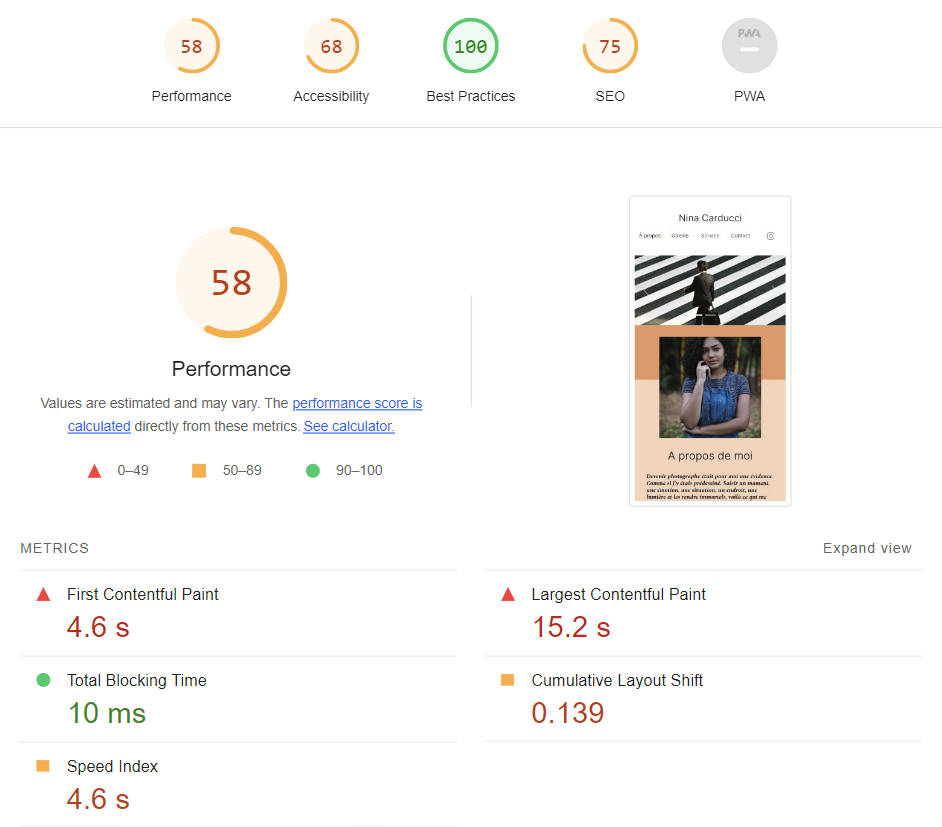 58
68
100
75
PWA
Performance
Accessibility
Best Practices
SEO
PWA
58
Performance
Values are estimated and may vary. The performance score is
calculated directly from these metrics. See calculator.
0–49
50–89
90–100
Nina Carducci
À propos
Galerie
Service
Contact
A propos de moi
Devenir photographe était pour moi une évidence.
Comme si j'y étais prédestiné. Saisir un moment,
une émotion, une situation, un endroit, une
lumière et les rendre immortels, voilà ce qui me
METRICS
Expand view
First Contentful Paint
4.6 s
Largest Contentful Paint
15.2 s
Total Blocking Time
10 ms
Cumulative Layout Shift
0.139
Speed Index
4.6 s